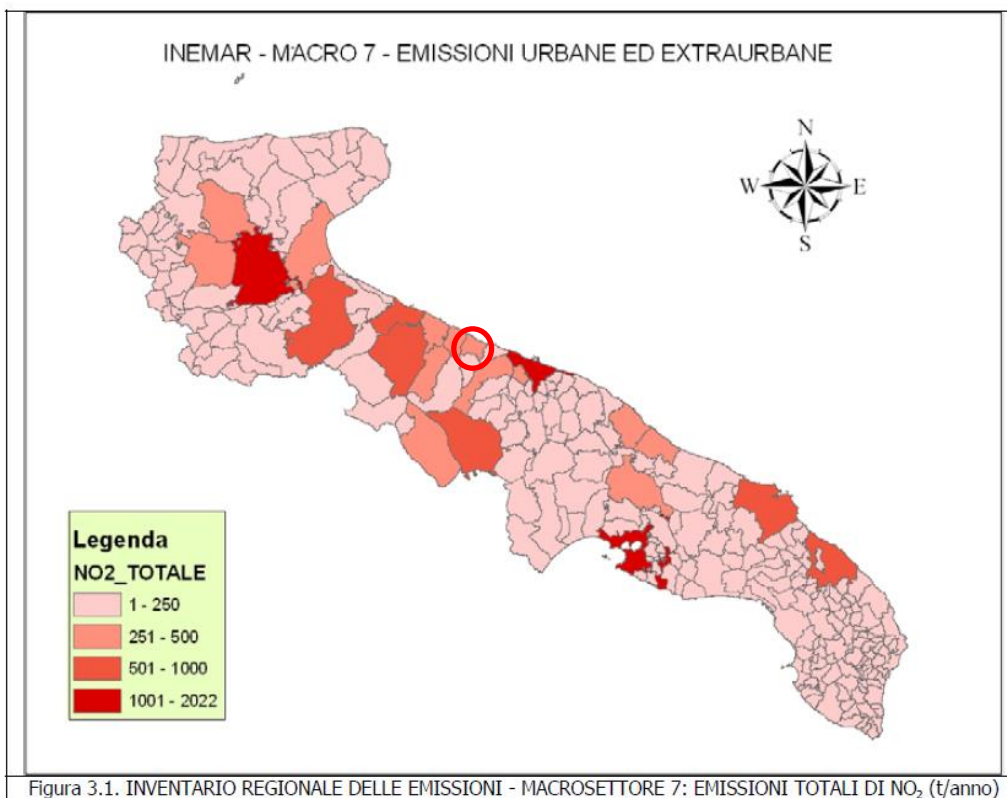 INEMAR - MACRO 7 - EMISSIONI URBANE ED EXTRAURBANE
N
W E
S
Legenda
NO2_TOTALE
1 - 250
251 - 500
501 - 1000
1001 - 2022
Figura 3.1. INVENTARIO REGIONALE DELLE EMISSIONI - MACROSETTORE 7: EMISSIONI TOTALI DI NO₂ (t/anno)